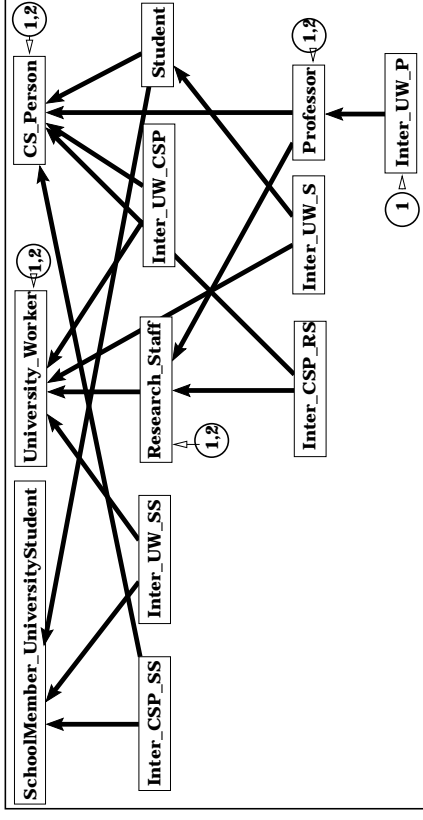 SchoolMember_UniversityStudent
University_Worker
1,2
CS_Person
1,2
Inter_CSP_SS
Inter_UW_SS
Research_Staff
1,2
Inter_UW_CSP
Student
Inter_CSP_RS
Inter_UW_S
Professor
1,2
Inter_UW_P
1